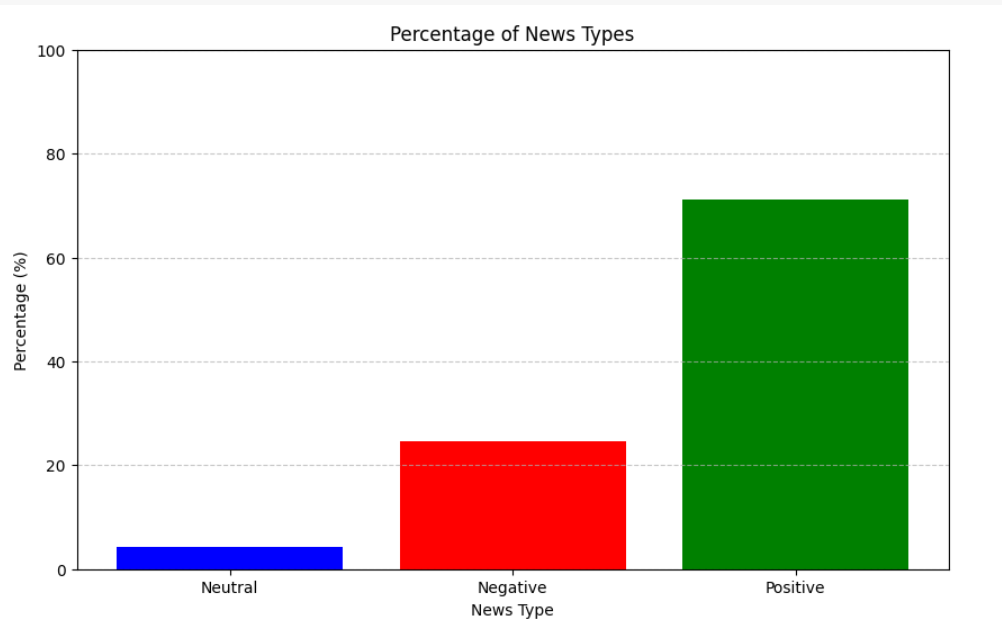 Percentage of News Types
100
80
60
40
20
0
Percentage (%)
Neutral Negative Positive
News Type